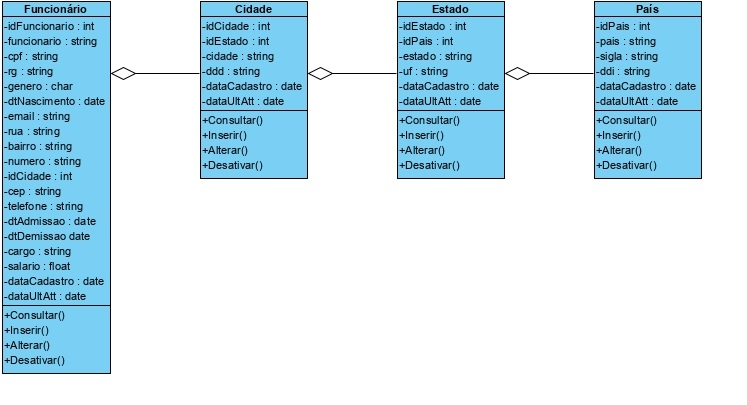 Funcionário
-idFuncionario : int
-funcionario : string
-cpf : string
-rg : string
-genero : char
-dtNascimento : date
-email : string
-rua : string
-bairro : string
-numero : string
-idCidade : int
-cep : string
-telefone : string
-dtAdmissao : date
-dtDemissao date
-cargo : string
-salario : float
-dataCadastro : date
-dataUltAtt : date
+Consultar()
+Inserir()
+Alterar()
+Desativar()
Cidade
-idCidade : int
-idEstado : int
-cidade : string
-ddd : string
-dataCadastro : date
-dataUltAtt : date
+Consultar()
+Inserir()
+Alterar()
+Desativar()
Estado
-idEstado : int
-idPais : int
-estado : string
-uf : string
-dataCadastro : date
-dataUltAtt : date
+Consultar()
+Inserir()
+Alterar()
+Desativar()
País
-idPais : int
-pais : string
-sigla : string
-ddi : string
-dataCadastro : date
-dataUltAtt : date
+Consultar()
+Inserir()
+Alterar()
+Desativar()